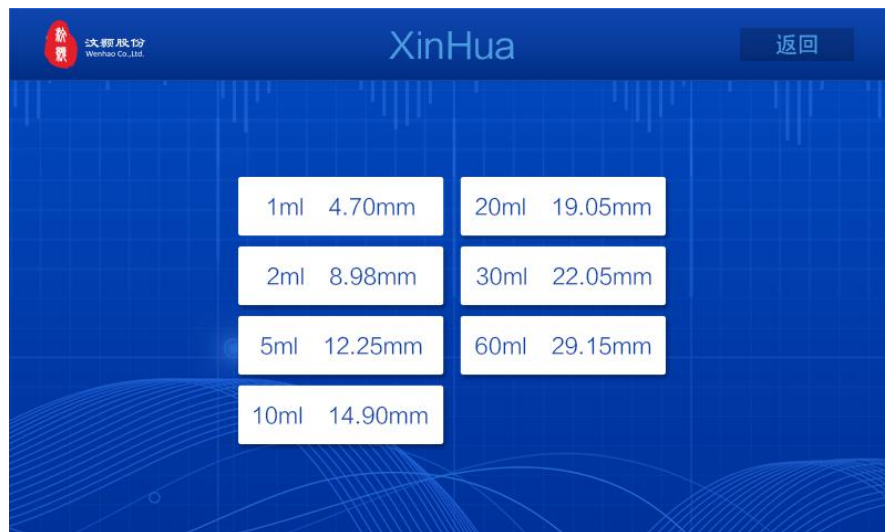 汶颢股份
Wenhao Co.,Ltd.
XinHua
返回
1ml 4.70mm
20ml 19.05mm
2ml 8.98mm
30ml 22.05mm
5ml 12.25mm
60ml 29.15mm
10ml 14.90mm